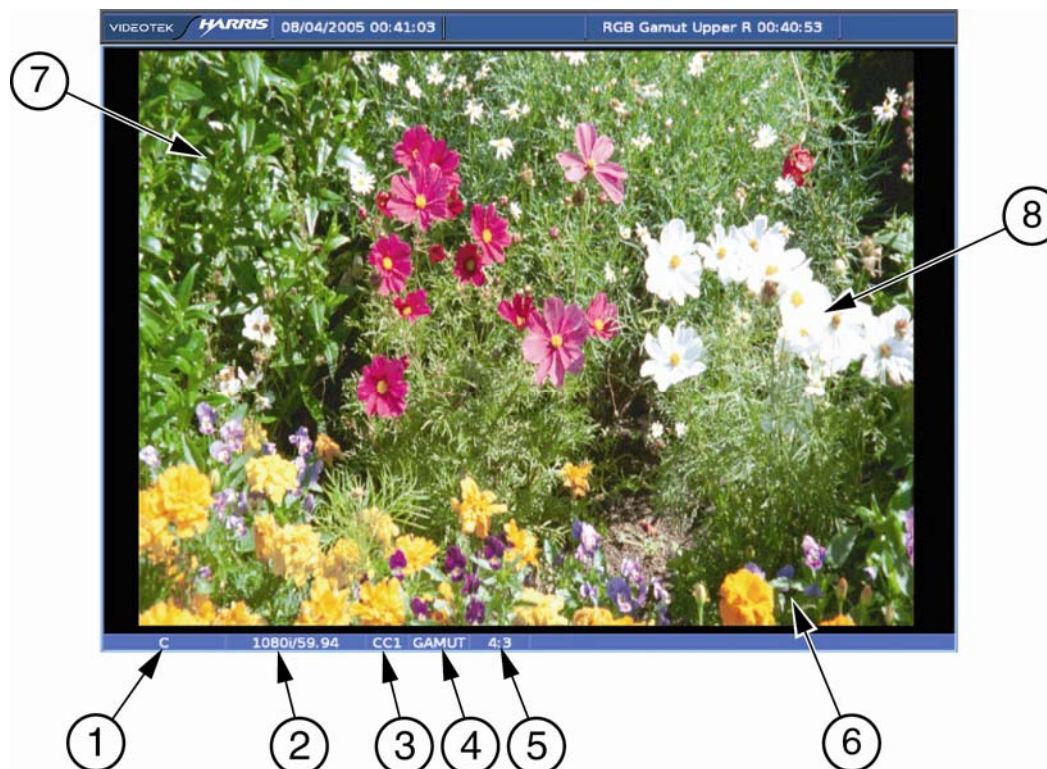 VIDEOTEK HARRIS 08/04/2005 00:41:03 RGB Gamut Upper R 00:40:53
7
8
C 1080i/59.94 CC1 GAMUT 4:3
1 2 3 4 5 6